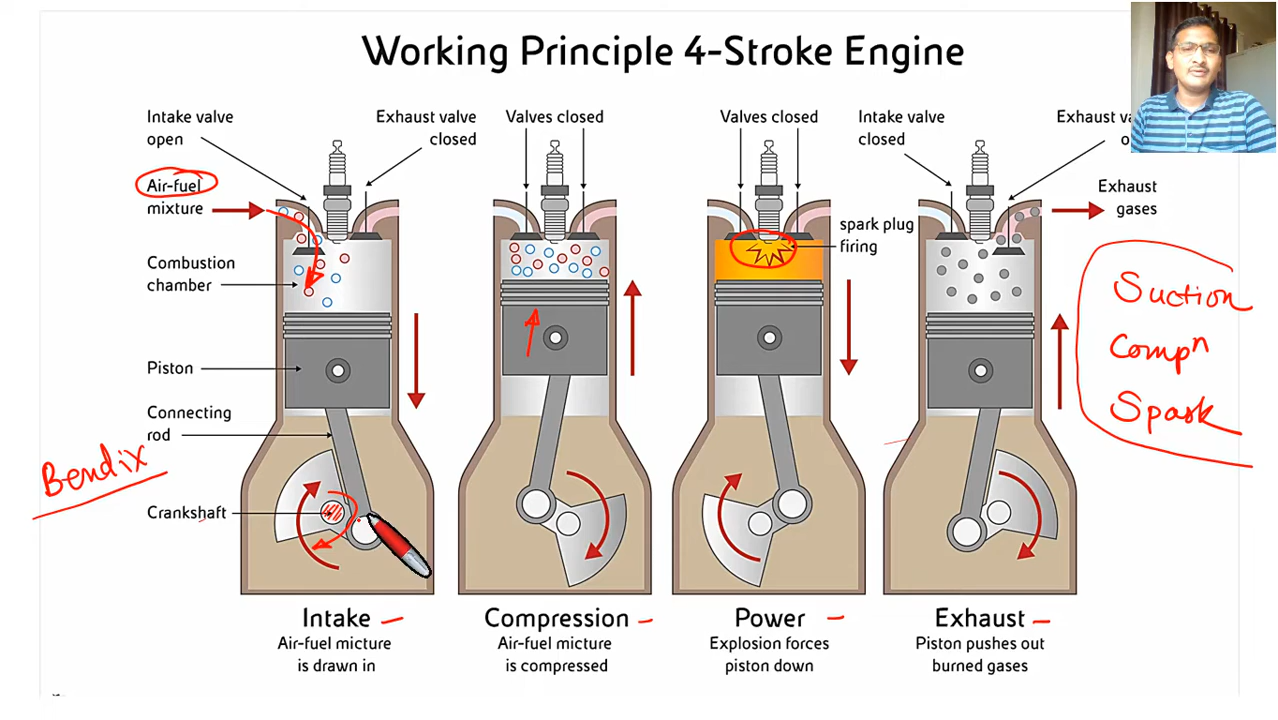 Working Principle 4-Stroke Engine
Intake valve
open
Exhaust valve
closed
Valves closed
Valves closed
Intake valve
closed
Exhaust va
Air-fuel
mixture
Exhaust
gases
spark plug
firing
Combustion
chamber
Suction
Compn
Spark
Piston
Connecting
rod
Bendix
Crankshaft
Intake
Air-fuel micture
is drawn in
Compression
Air-fuel micture
is compressed
Power
Explosion forces
piston down
Exhaust
Piston pushes out
burned gases